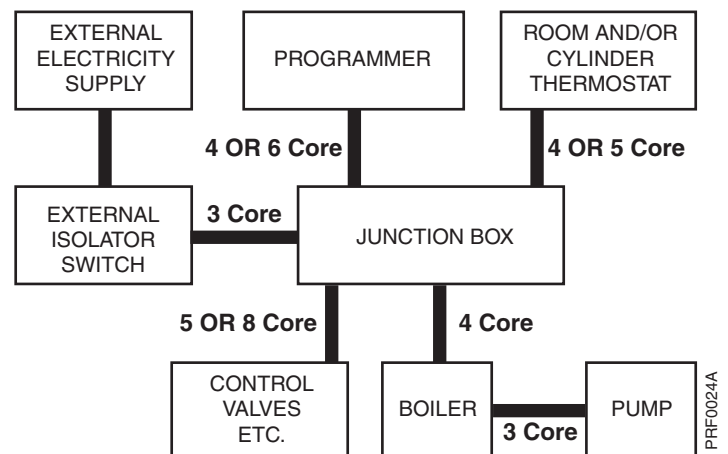 EXTERNAL
ELECTRICITY
SUPPLY
PROGRAMMER
ROOM AND/OR
CYLINDER
THERMOSTAT
4 OR 6 Core
4 OR 5 Core
EXTERNAL
ISOLATOR
SWITCH
3 Core
JUNCTION BOX
5 OR 8 Core
4 Core
CONTROL
VALVES
ETC.
BOILER
3 Core
PUMP
PRF0024A